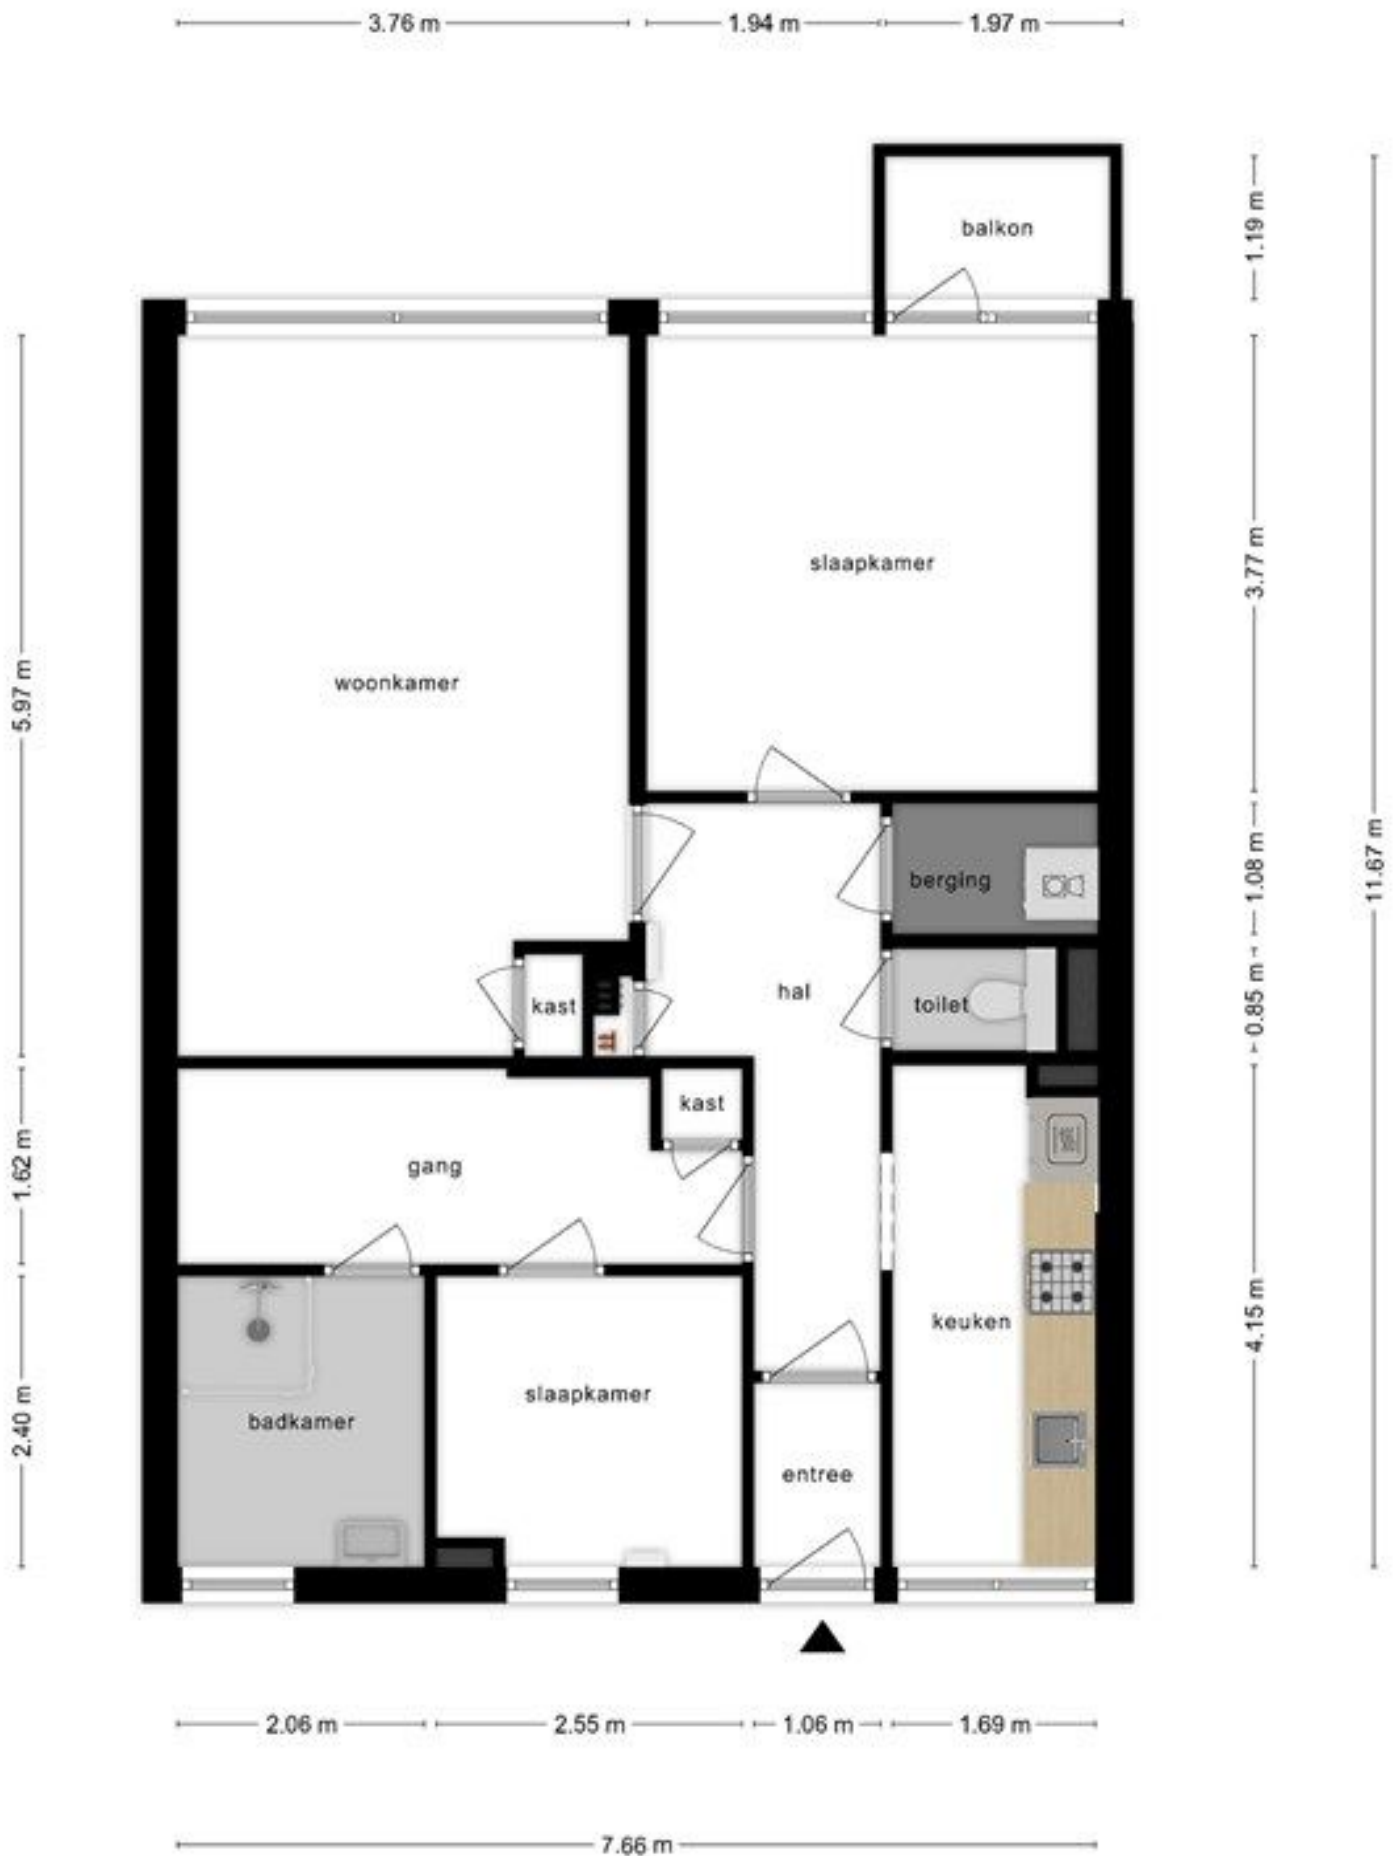 3.76 m
1.94 m
1.97 m
balkon
1.19 m
slaapkamer
3.77 m
woonkamer
5.97 m
11.67 m
berging
1.08 m
hal
kast
toilet
0.85 m
kast
gang
1.62 m
keuken
4.15 m
slaapkamer
badkamer
2.40 m
entree
2.06 m
2.55 m
1.06 m
1.69 m
7.66 m